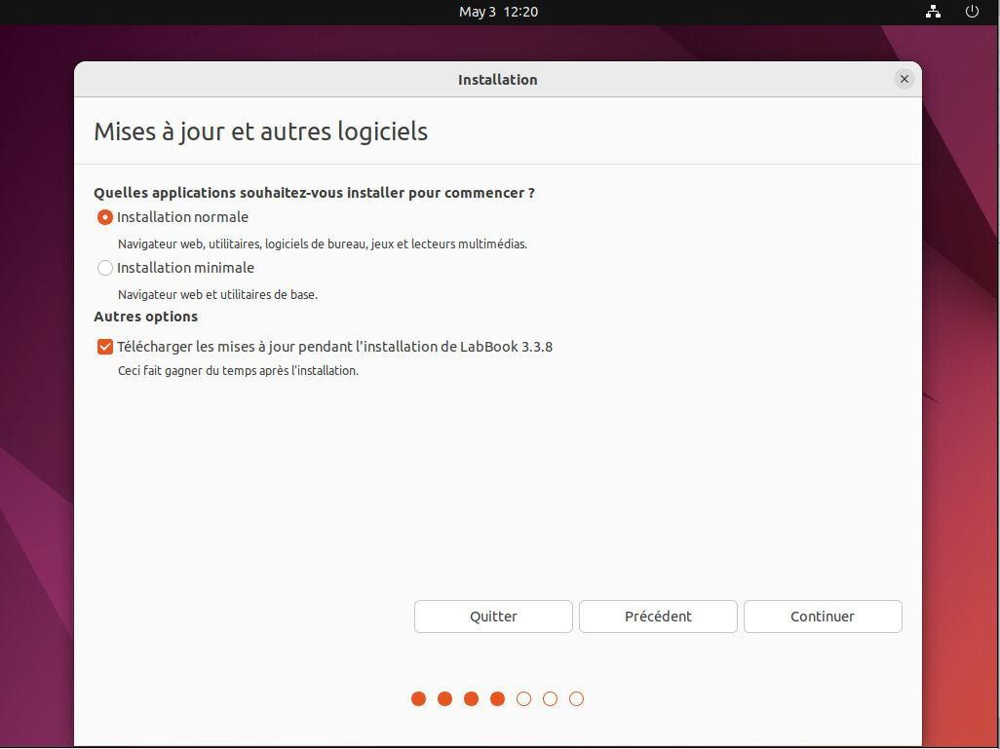 May 3 12:20
Installation
Mises à jour et autres logiciels
Quelles applications souhaitez-vous installer pour commencer ?
Installation normale
Navigateur web, utilitaires, logiciels de bureau, jeux et lecteurs multimédias.
Installation minimale
Navigateur web et utilitaires de base.
Autres options
Télécharger les mises à jour pendant l'installation de LabBook 3.3.8
Ceci fait gagner du temps après l'installation.
Quitter Précédent Continuer